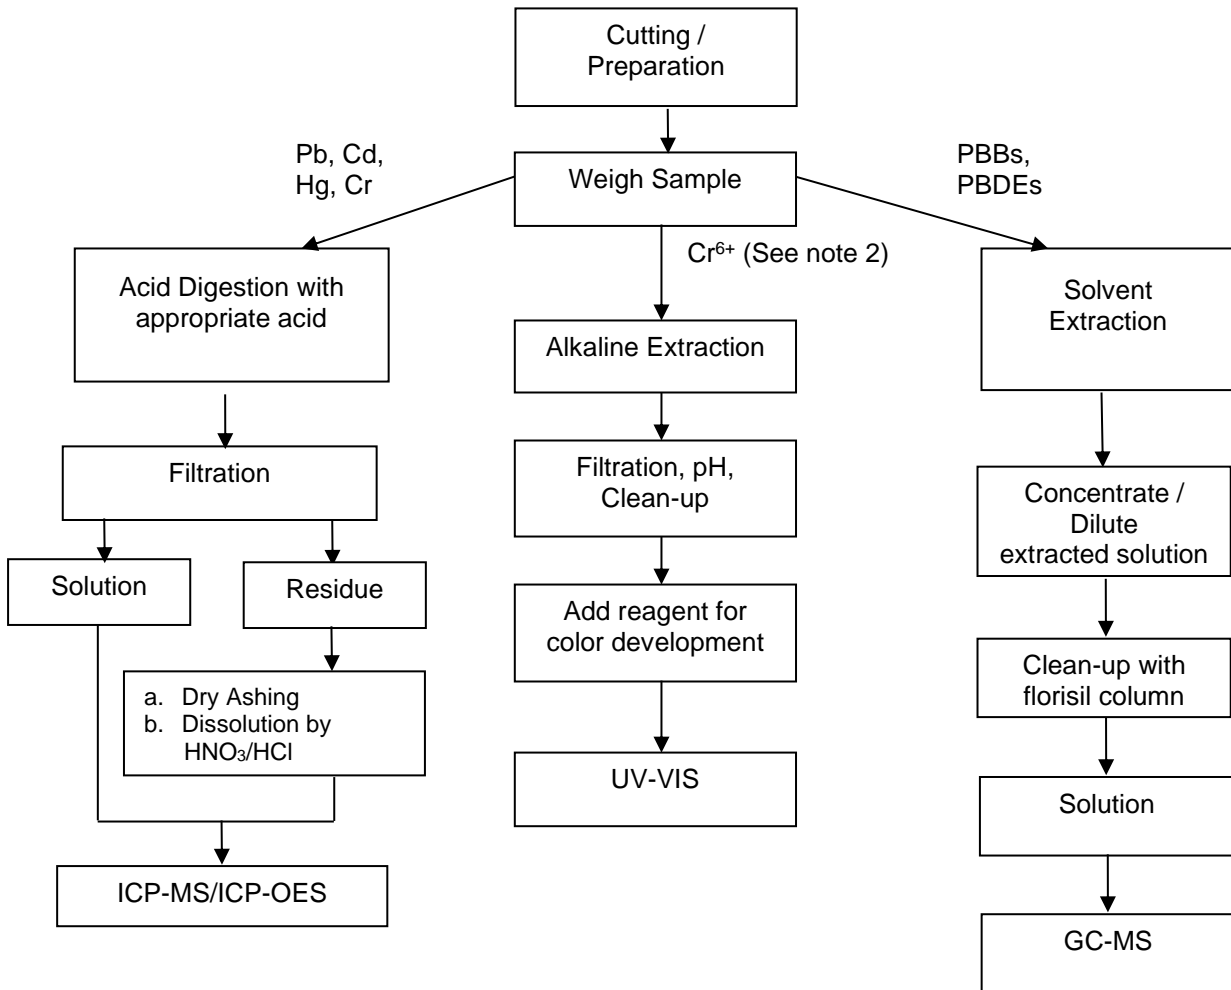 Cutting /
Preparation
Pb, Cd,
Hg, Cr
Weigh Sample
PBBs,
PBDEs
Cr⁶⁺ (See note 2)
Acid Digestion with
appropriate acid
Filtration
Solution
Residue
a. Dry Ashing
b. Dissolution by
HNO₃/HCl
ICP-MS/ICP-OES
Alkaline Extraction
Filtration, pH,
Clean-up
Add reagent for
color development
UV-VIS
Solvent
Extraction
Concentrate /
Dilute
extracted solution
Clean-up with
florisil column
Solution
GC-MS